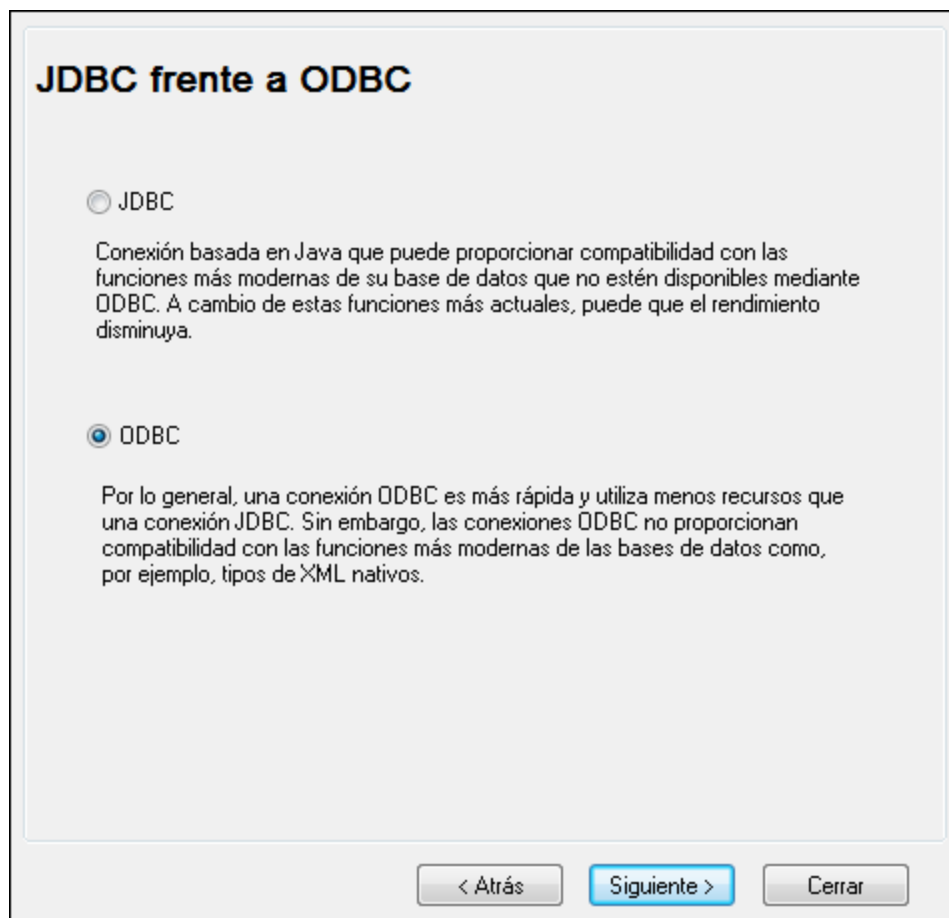 JDBC frente a ODBC
JDBC
Conexión basada en Java que puede proporcionar compatibilidad con las
funciones más modernas de su base de datos que no estén disponibles mediante
ODBC. A cambio de estas funciones más actuales, puede que el rendimiento
disminuya.
ODBC
Por lo general, una conexión ODBC es más rápida y utiliza menos recursos que
una conexión JDBC. Sin embargo, las conexiones ODBC no proporcionan
compatibilidad con las funciones más modernas de las bases de datos como,
por ejemplo, tipos de XML nativos.
< Atrás
Siguiente >
Cerrar